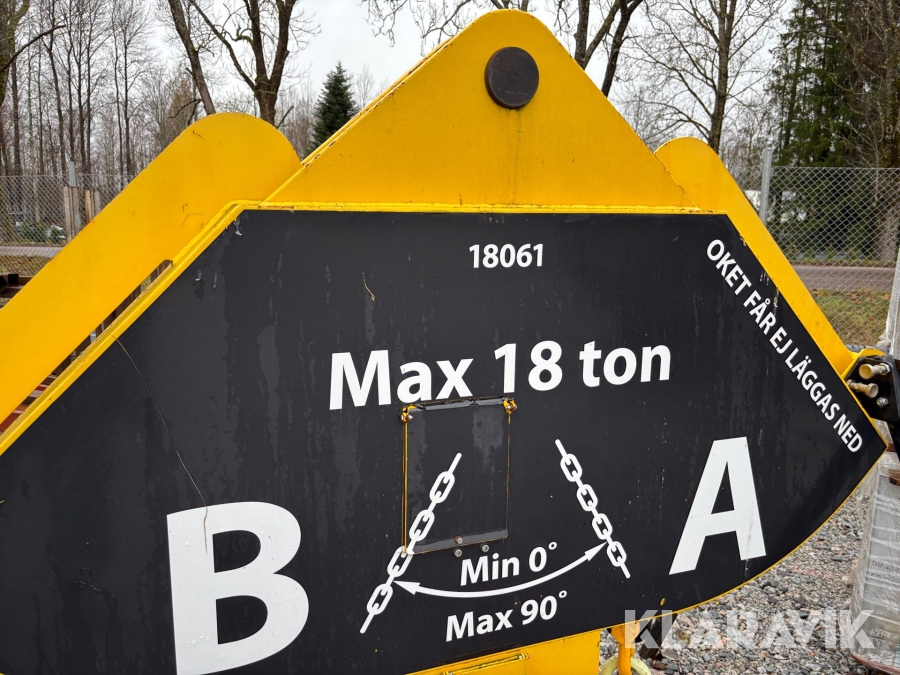 18061
OKET FÅR EJ LÄGGAS NED
Max 18 ton
B
A
Min 0°
Max 90°
KLARAVIK